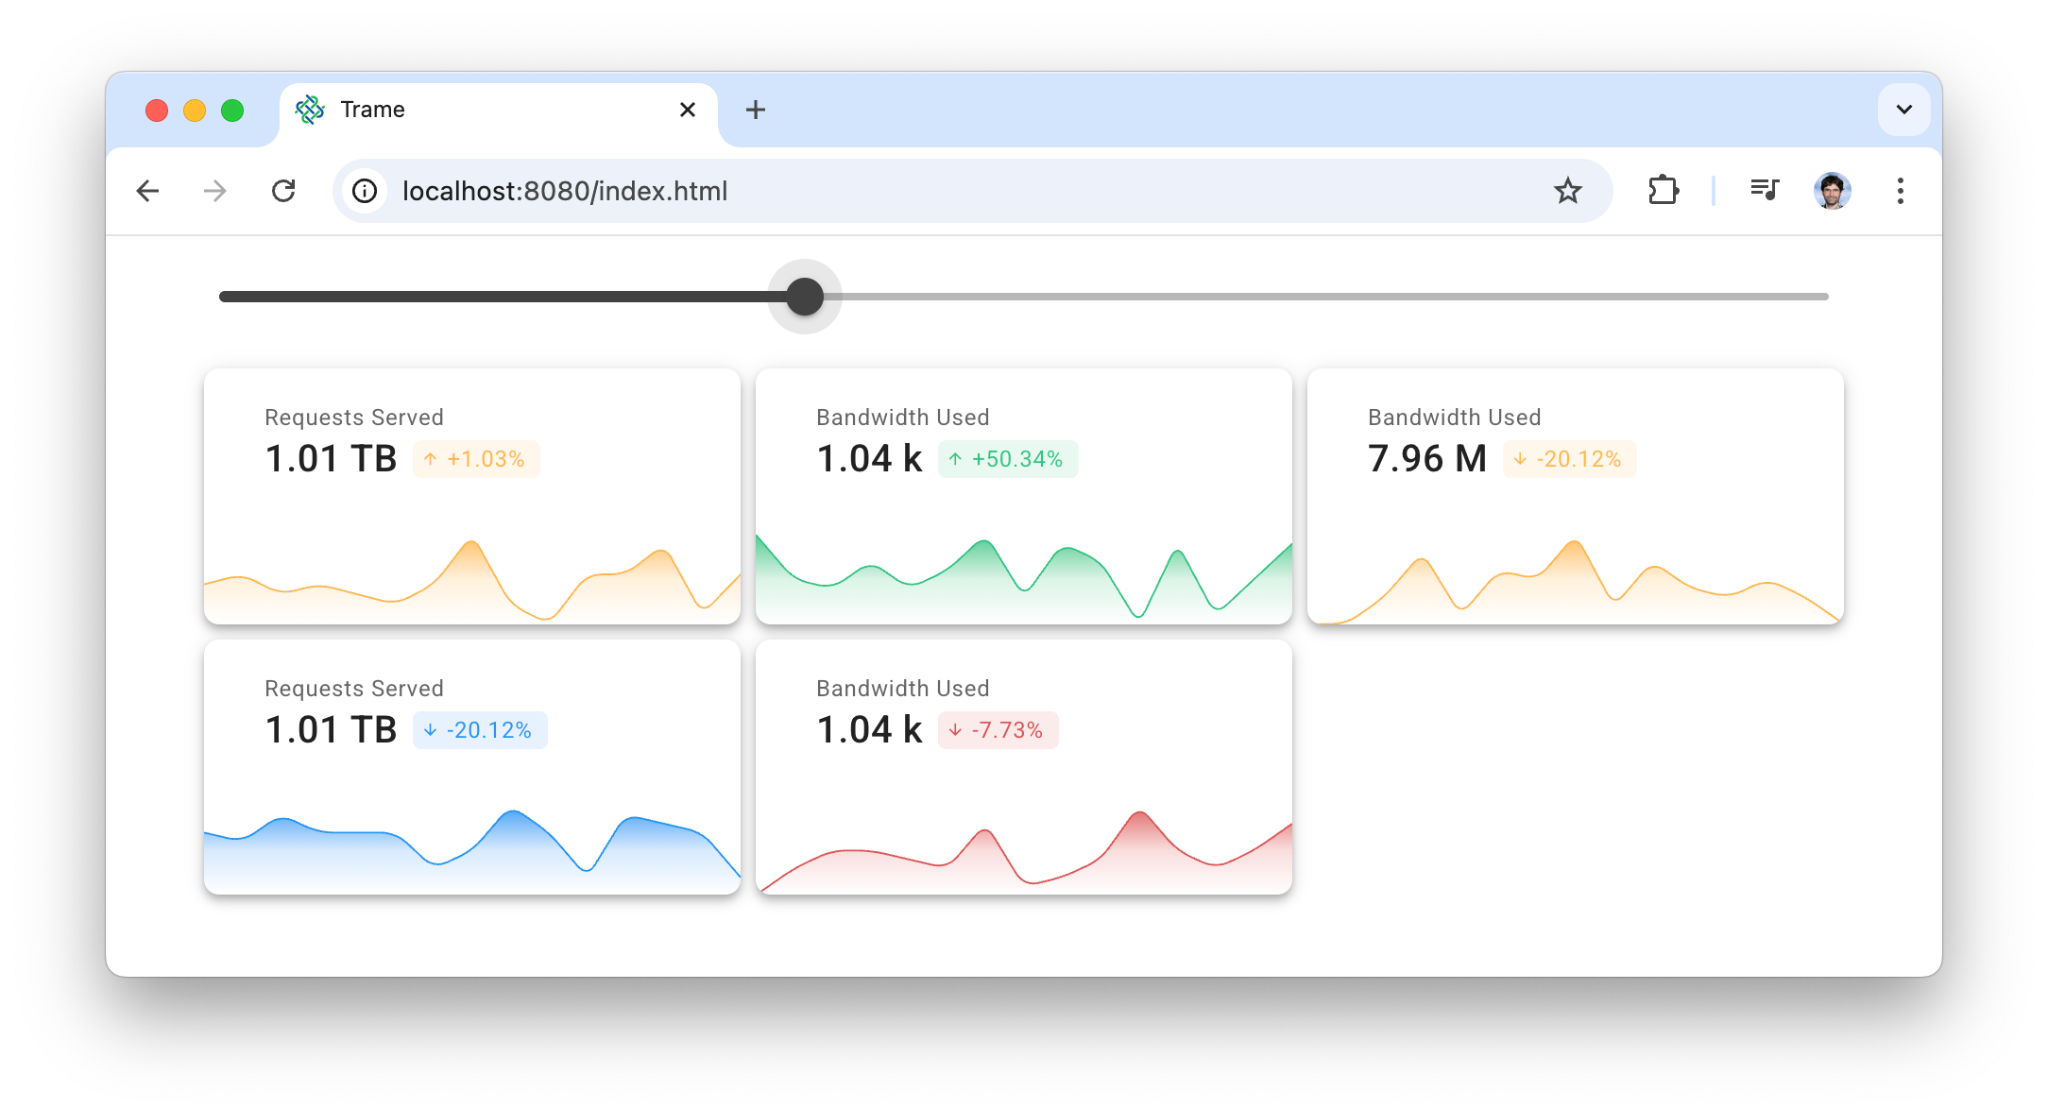 Trame
localhost:8080/index.html
Requests Served
1.01 TB ↑ +1.03%
Bandwidth Used
1.04 k ↑ +50.34%
Bandwidth Used
7.96 M ↓ -20.12%
Requests Served
1.01 TB ↓ -20.12%
Bandwidth Used
1.04 k ↓ -7.73%